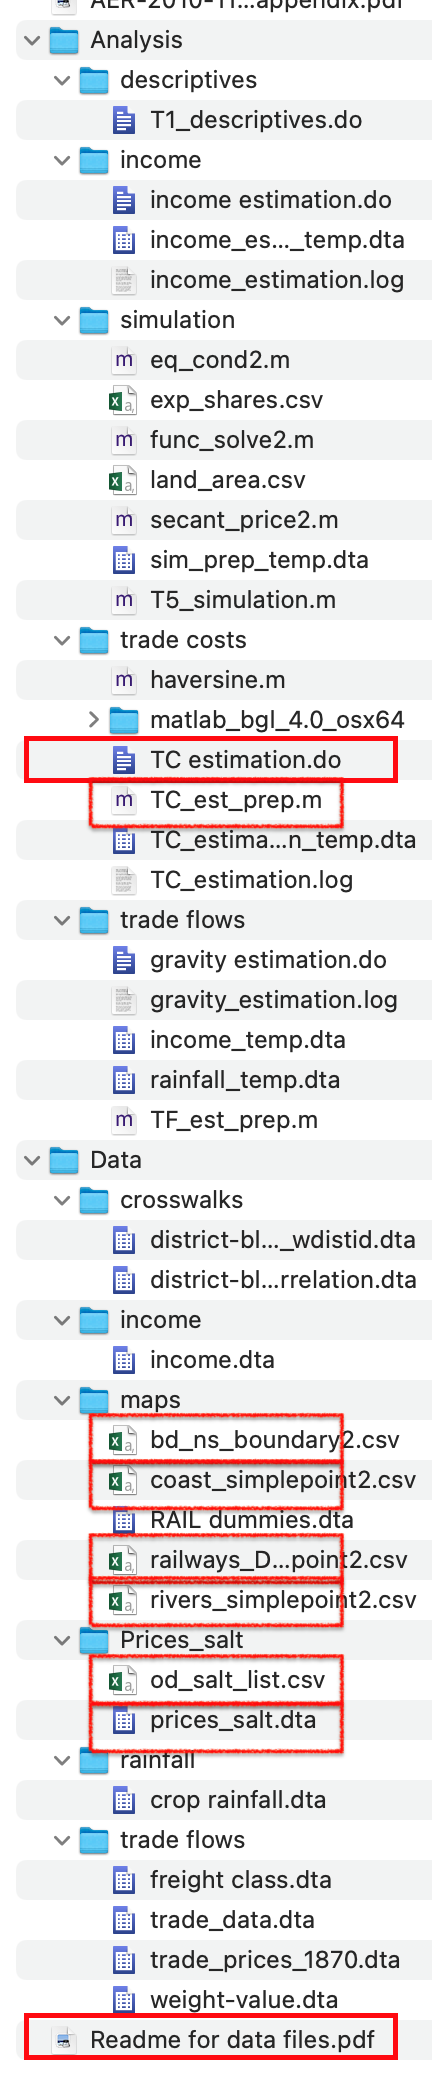 AER-2010-11...appendix.pdf
Analysis
descriptives
T1_descriptives.do
income
income estimation.do
income_es..._temp.dta
income_estimation.log
simulation
eq_cond2.m
exp_shares.csv
func_solve2.m
land_area.csv
secant_price2.m
sim_prep_temp.dta
T5_simulation.m
trade costs
haversine.m
matlab_bgl_4.0_osx64
TC estimation.do
TC_est_prep.m
TC_estima...n_temp.dta
TC_estimation.log
trade flows
gravity estimation.do
gravity_estimation.log
income_temp.dta
rainfall_temp.dta
TF_est_prep.m
Data
crosswalks
district-bl..._wdistid.dta
district-bl...rrelation.dta
income
income.dta
maps
bd_ns_boundary2.csv
coast_simplepoint2.csv
RAIL dummies.dta
railways_D...point2.csv
rivers_simplepoint2.csv
Prices_salt
od_salt_list.csv
prices_salt.dta
rainfall
crop rainfall.dta
trade flows
freight class.dta
trade_data.dta
trade_prices_1870.dta
weight-value.dta
Readme for data files.pdf